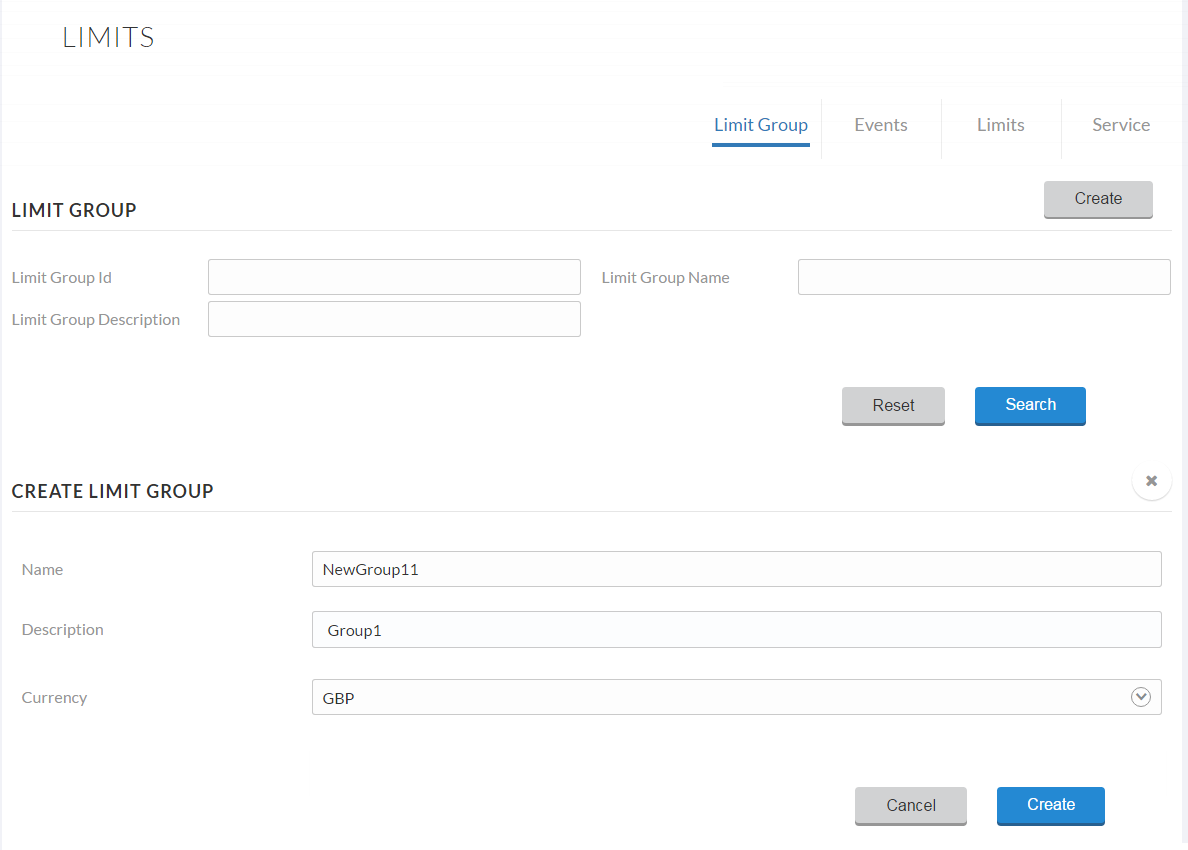 LIMITS
Limit Group Events Limits Service
LIMIT GROUP
Create
Limit Group Id
Limit Group Name
Limit Group Description
Reset Search
CREATE LIMIT GROUP
Name NewGroup11
Description Group1
Currency GBP
Cancel Create